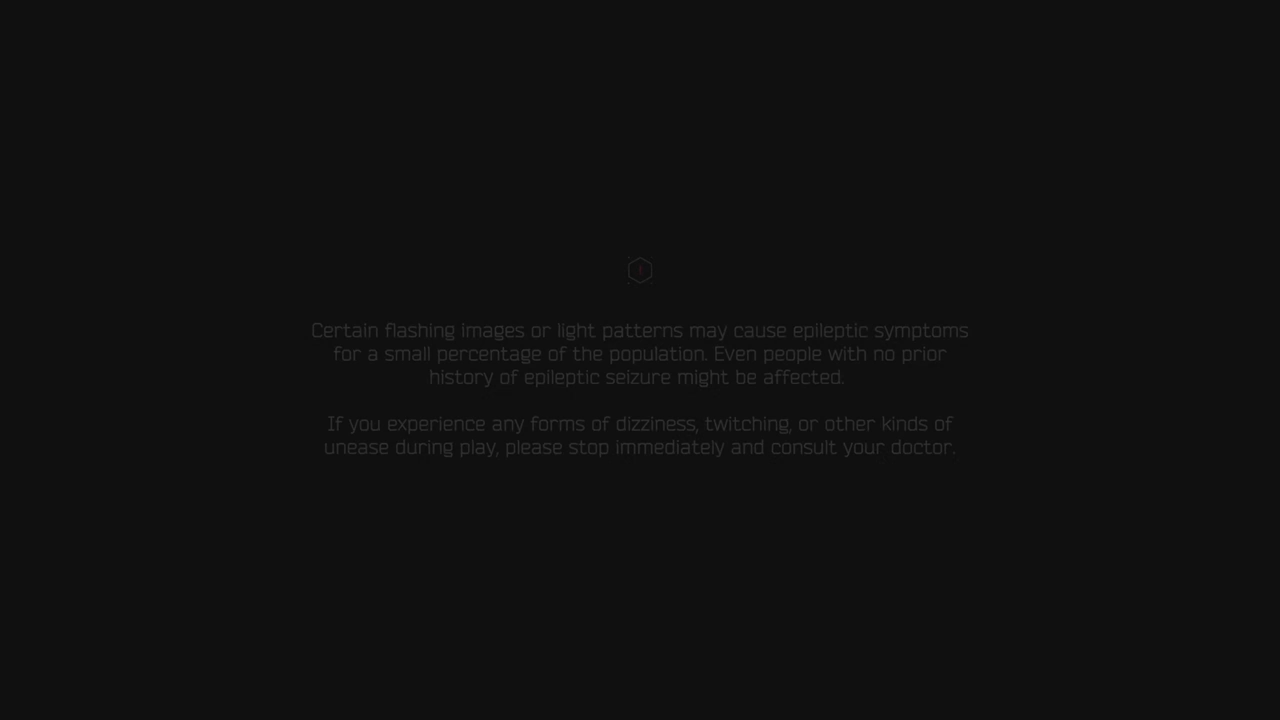 Certain flashing images or light patterns may cause epileptic symptoms
for a small percentage of the population. Even people with no prior
history of epileptic seizure might be affected.
If you experience any forms of dizziness, twitching, or other kinds of
unease during play, please stop immediately and consult your doctor.